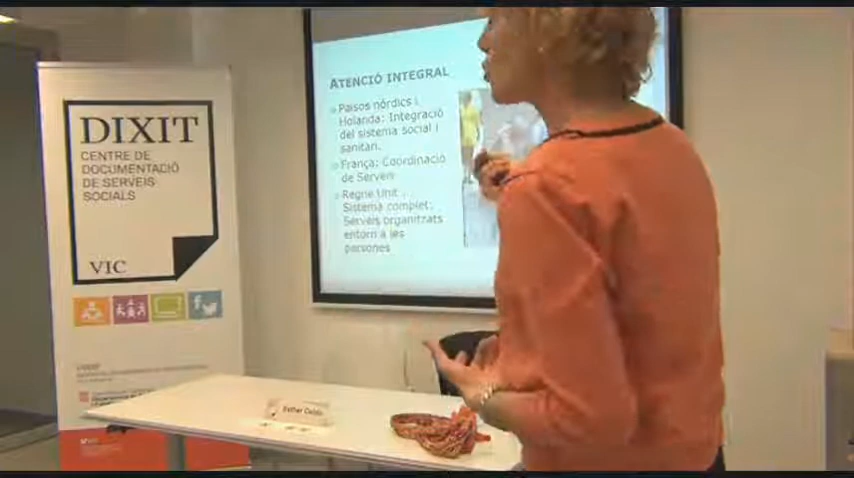 DIXIT
CENTRE DE
DOCUMENTACIÓ
DE SERVEIS
SOCIALS
VIC
ATENCIÓ INTEGRAL
Països nòrdics i
Holanda: Integració
del sistema social i
sanitari.
França: Coordinació
de Serveis
Regne Unit :
Sistema complet:
Serveis organitzats
entorn a les
persones
Esther